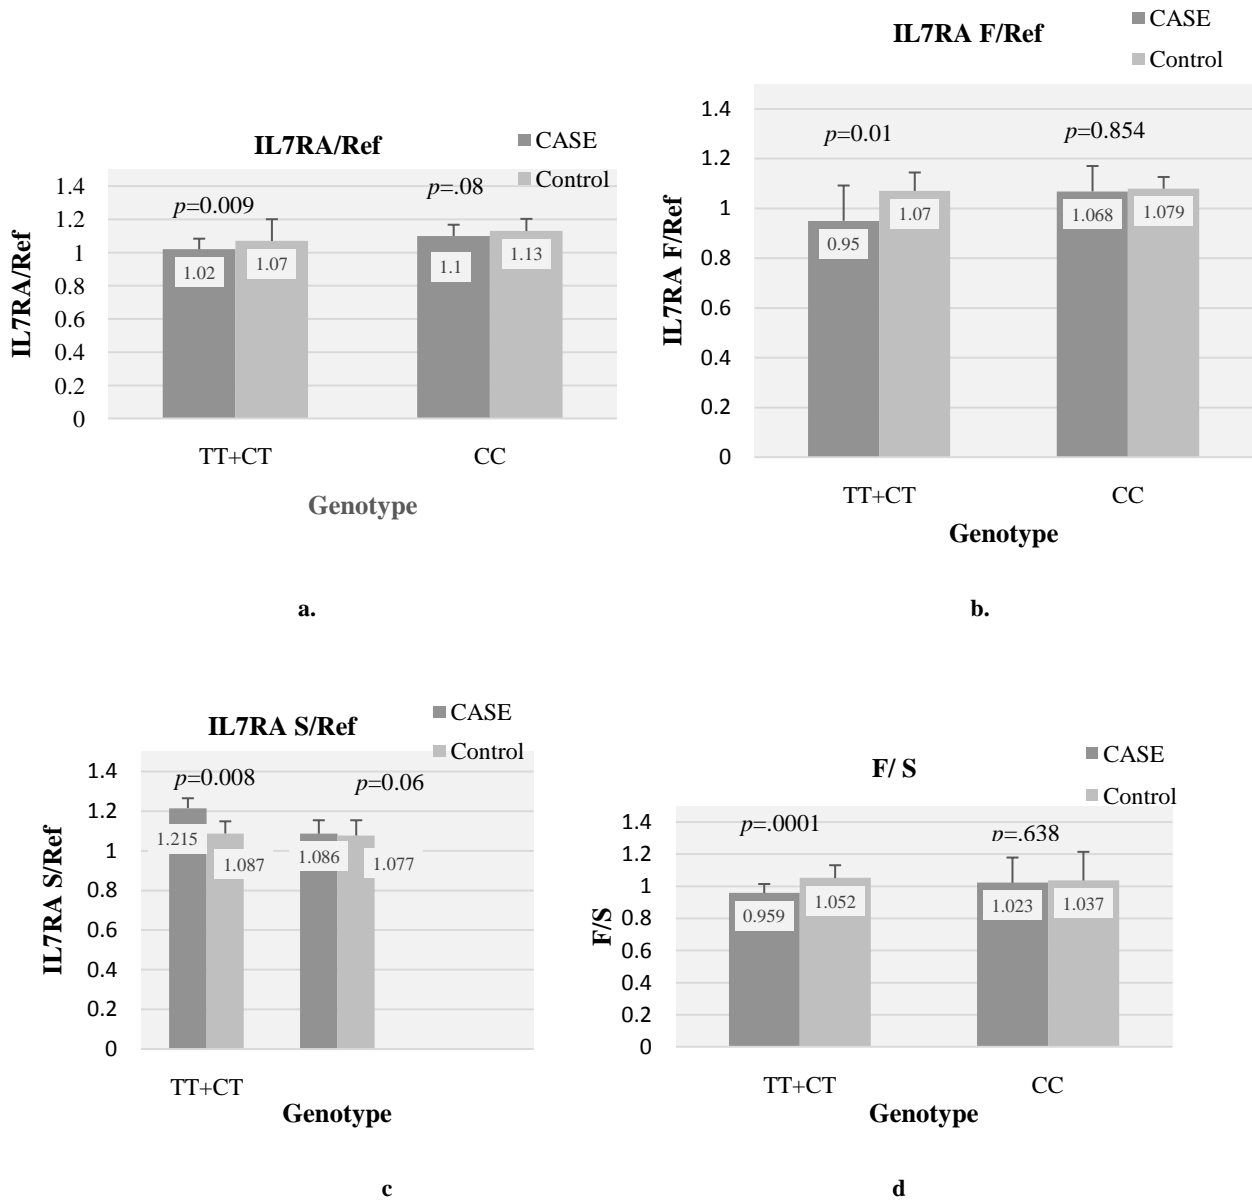 IL7RA/Ref
CASE
Control
p=0.009
p=.08
1.4
1.2
1
0.8
0.6
0.4
0.2
0
IL7RA/Ref
1.02
1.07
1.1
1.13
TT+CT
CC
Genotype
a.
IL7RA F/Ref
CASE
Control
p=0.01
p=0.854
1.4
1.2
1
0.8
0.6
0.4
0.2
0
IL7RA F/Ref
0.95
1.07
1.068
1.079
TT+CT
CC
Genotype
b.
IL7RA S/Ref
CASE
Control
p=0.008
p=0.06
1.4
1.2
1
0.8
0.6
0.4
0.2
0
IL7RA S/Ref
1.215
1.087
1.086
1.077
TT+CT
Genotype
c
F/ S
CASE
Control
p=.0001
p=.638
1.4
1.2
1
0.8
0.6
0.4
0.2
0
F/S
0.959
1.052
1.023
1.037
TT+CT
CC
Genotype
d